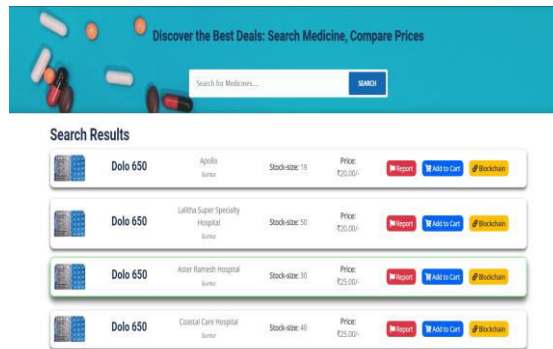 Discover the Best Deals: Search Medicine, Compare Prices
Search for Medicines....
SEARCH
Search Results
Dolo 650
Apollo
Guntur
Stock-size: 19
Price:
₹20.00/-
Report
Add to Cart
Blockchain
Dolo 650
Lalitha Super Specialty
Hospital
Guntur
Stock-size: 50
Price:
₹20.00/-
Report
Add to Cart
Blockchain
Dolo 650
Aster Ramesh Hospital
Guntur
Stock-size: 30
Price:
₹25.00/-
Report
Add to Cart
Blockchain
Dolo 650
Coastal Care Hospital
Guntur
Stock-size: 40
Price:
₹25.00/-
Report
Add to Cart
Blockchain